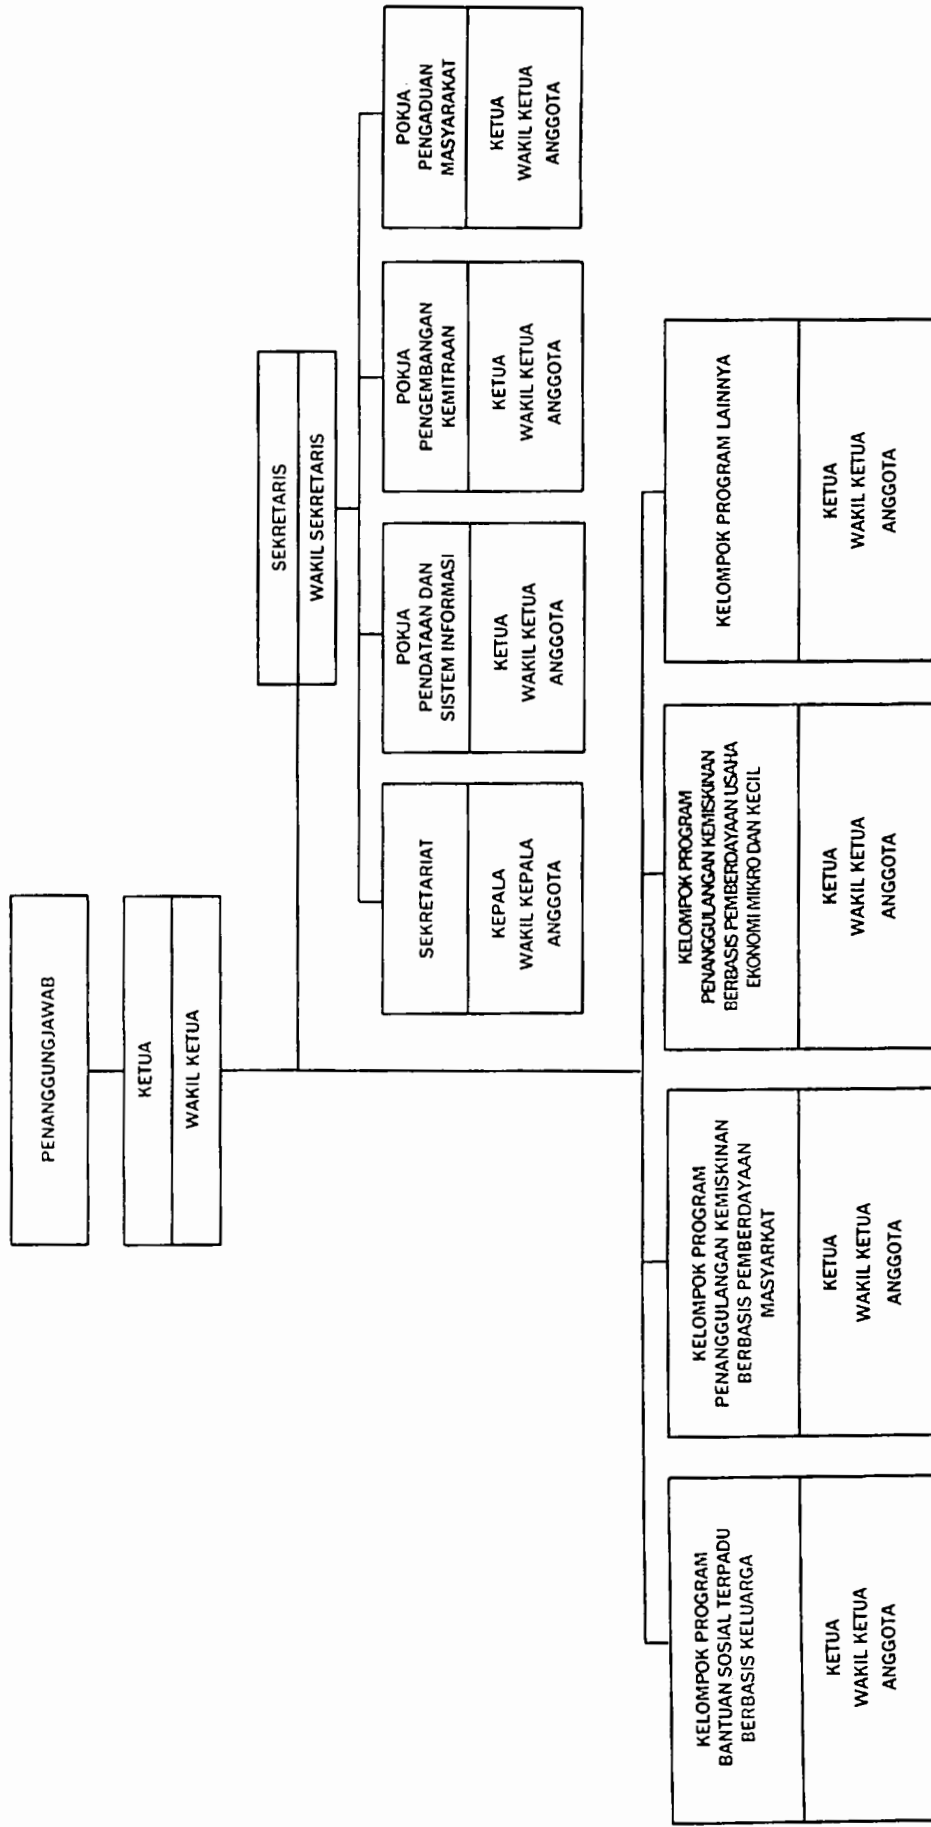 PENANGGUNGJAWAB
KETUA
WAKIL KETUA
SEKRETARIS
WAKIL SEKRETARIS
SEKRETARIAT
KEPALA
WAKIL KEPALA
ANGGOTA
POKJA
PENDATAAN DAN
SISTEM INFORMASI
KETUA
WAKIL KETUA
ANGGOTA
POKJA
PENGEMBANGAN
KEMITRAAN
KETUA
WAKIL KETUA
ANGGOTA
POKJA
PENGADUAN
MASYARAKAT
KETUA
WAKIL KETUA
ANGGOTA
KELOMPOK PROGRAM
BANTUAN SOSIAL TERPADU
BERBASIS KELUARGA
KETUA
WAKIL KETUA
ANGGOTA
KELOMPOK PROGRAM
PENANGGULANGAN KEMISKINAN
BERBASIS PEMBERDAYAAN
MASYARKAT
KETUA
WAKIL KETUA
ANGGOTA
KELOMPOK PROGRAM
PENANGGULANGAN KEMISKINAN
BERBASIS PEMBERDAYAAN USAHA
EKONOMI MIKRO DAN KECIL
KETUA
WAKIL KETUA
ANGGOTA
KELOMPOK PROGRAM LAINNYA
KETUA
WAKIL KETUA
ANGGOTA